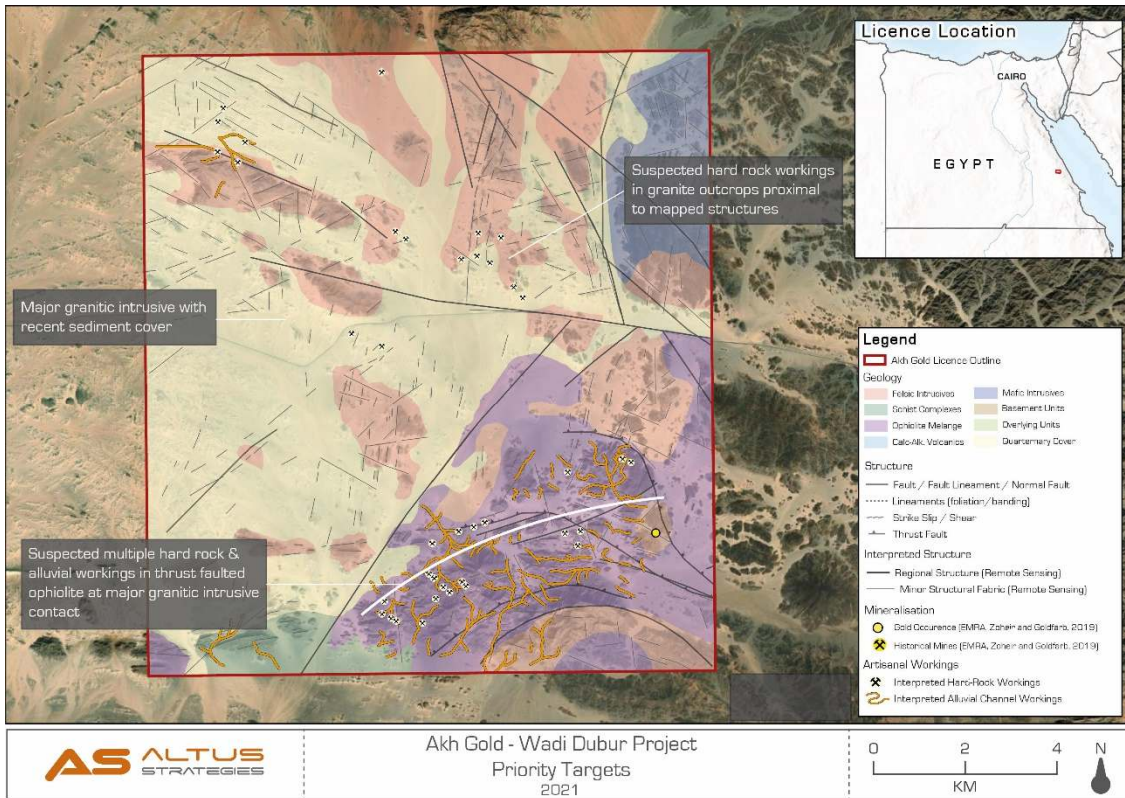 Licence Location
CAIRO
EGYPT
Suspected hard rock workings
in granite outcrops proximal
to mapped structures
Major granitic intrusive with
recent sediment cover
Suspected multiple hard rock &
alluvial workings in thrust faulted
ophiolite at major granitic intrusive
contact
Legend
Akh Gold Licence Outline
Geology
Felsic Intrusives
Mafic Intrusives
Schist Complexes
Basement Units
Ophiolite Melange
Overlying Units
Calc-Alk. Volcanics
Quarternary Cover
Structure
Fault / Fault Lineament / Normal Fault
Lineaments (foliation/banding)
Strike Slip / Shear
Thrust Fault
Interpreted Structure
Regional Structure (Remote Sensing)
Minor Structural Fabric (Remote Sensing)
Mineralisation
Gold Occurence (EMRA, Zoheir and Goldfarb, 2019)
Historical Mines (EMRA, Zoheir and Goldfarb, 2019)
Artisanal Workings
Interpreted Hard-Rock Workings
Interpreted Alluvial Channel Workings
AS ALTUS
STRATEGIES
Akh Gold - Wadi Dubur Project
Priority Targets
2021
0 2 4
KM
N